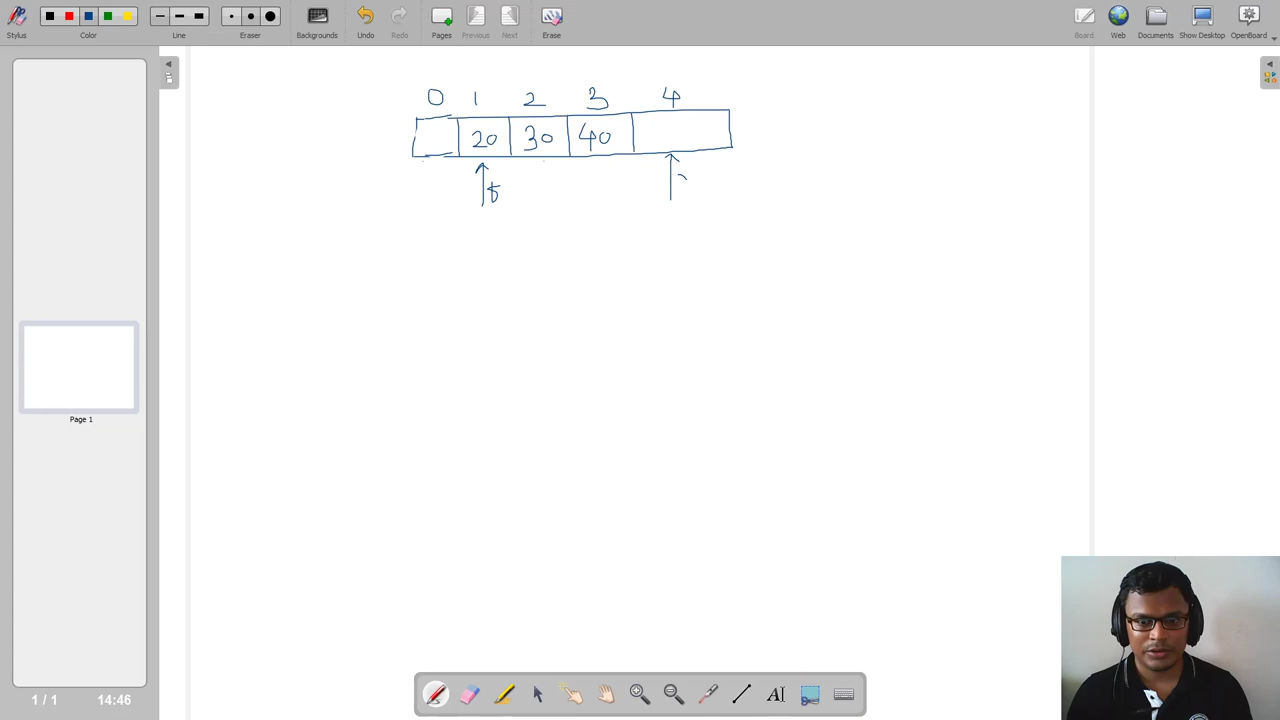 Stylus
Color
Line
Eraser
Backgrounds
Undo
Redo
Pages
Previous
Next
Erase
Board
Web
Documents
Show Desktop
OpenBoard
0 1 2 3 4
20 30 40
f
Page 1
1 / 1 14:46